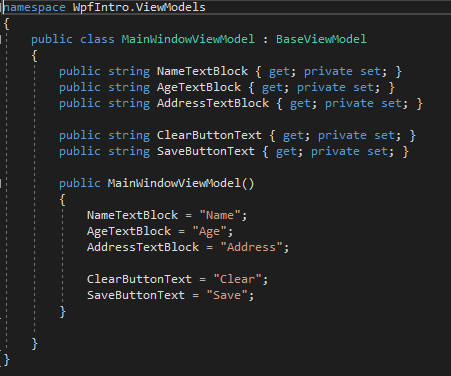 namespace WpfIntro.ViewModels
{
    public class MainWindowViewModel : BaseViewModel
    {
        public string NameTextBlock { get; private set; }
        public string AgeTextBlock { get; private set; }
        public string AddressTextBlock { get; private set; }

        public string ClearButtonText { get; private set; }
        public string SaveButtonText { get; private set; }

        public MainWindowViewModel()
        {
            NameTextBlock = "Name";
            AgeTextBlock = "Age";
            AddressTextBlock = "Address";

            ClearButtonText = "Clear";
            SaveButtonText = "Save";
        }

    }
}